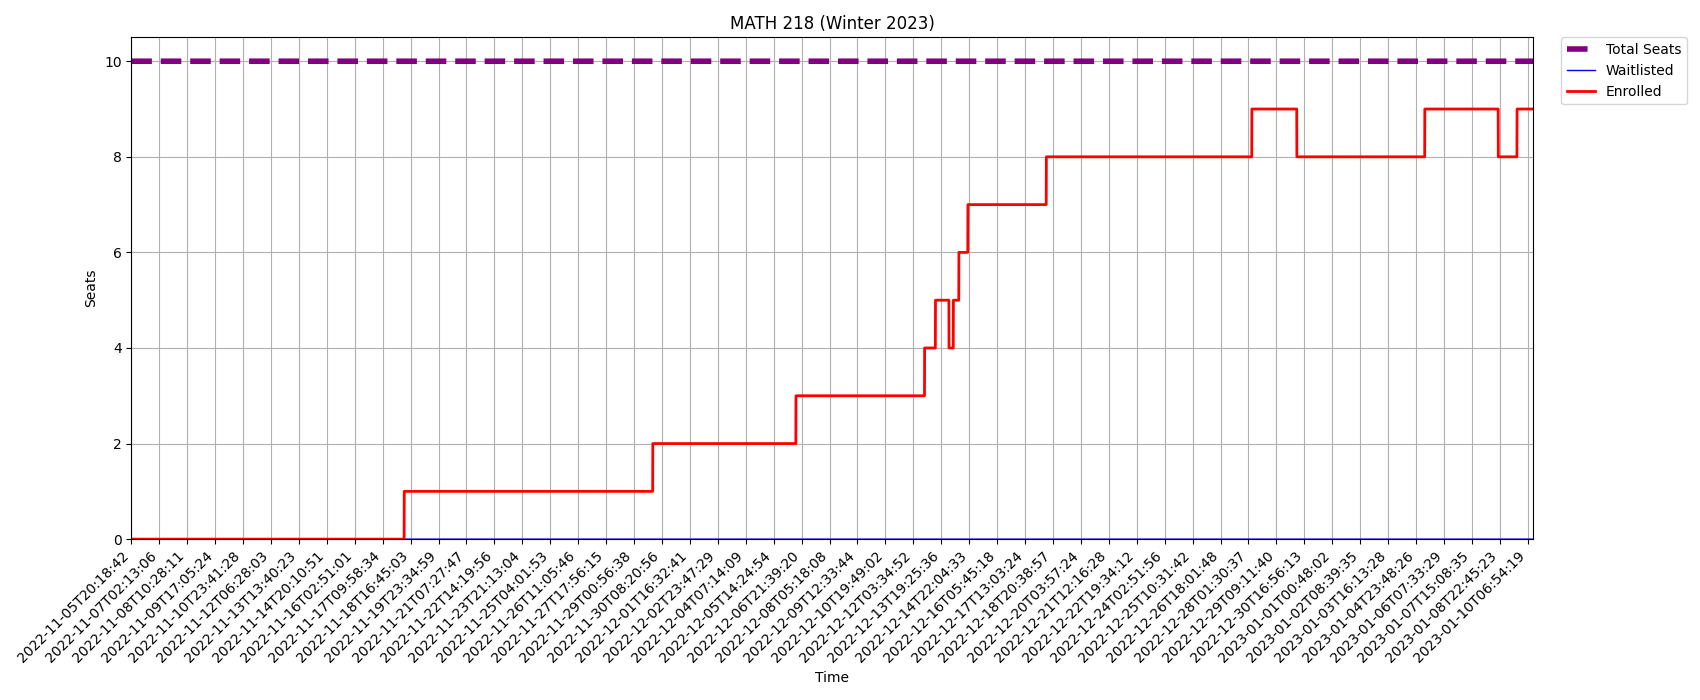 MATH 218 (Winter 2023)
Total Seats
Waitlisted
Enrolled
Seats
10
8
6
4
2
0
2022-11-05T20:18:42
2022-11-07T02:13:06
2022-11-08T10:28:11
2022-11-09T17:05:24
2022-11-10T23:41:28
2022-11-12T06:28:03
2022-11-13T13:40:23
2022-11-14T20:10:51
2022-11-16T02:51:01
2022-11-17T09:58:34
2022-11-18T16:45:03
2022-11-19T23:34:59
2022-11-21T07:27:47
2022-11-22T14:19:56
2022-11-23T21:13:04
2022-11-25T04:01:53
2022-11-26T11:05:46
2022-11-27T17:56:15
2022-11-29T00:56:38
2022-11-30T08:20:56
2022-12-01T16:32:41
2022-12-02T23:47:29
2022-12-04T07:14:09
2022-12-05T14:24:54
2022-12-06T21:39:20
2022-12-08T05:18:08
2022-12-09T12:33:44
2022-12-10T19:49:02
2022-12-12T03:34:52
2022-12-13T19:25:36
2022-12-14T22:04:33
2022-12-16T05:45:18
2022-12-17T13:03:24
2022-12-18T20:38:57
2022-12-20T03:57:24
2022-12-21T12:16:28
2022-12-22T19:34:12
2022-12-24T02:51:56
2022-12-25T10:31:42
2022-12-26T18:01:48
2022-12-28T01:30:37
2022-12-29T09:11:40
2022-12-30T16:56:13
2023-01-01T00:48:02
2023-01-02T08:39:35
2023-01-03T16:13:28
2023-01-04T23:48:26
2023-01-06T07:33:29
2023-01-07T15:08:35
2023-01-08T22:45:23
2023-01-10T06:54:19
Time